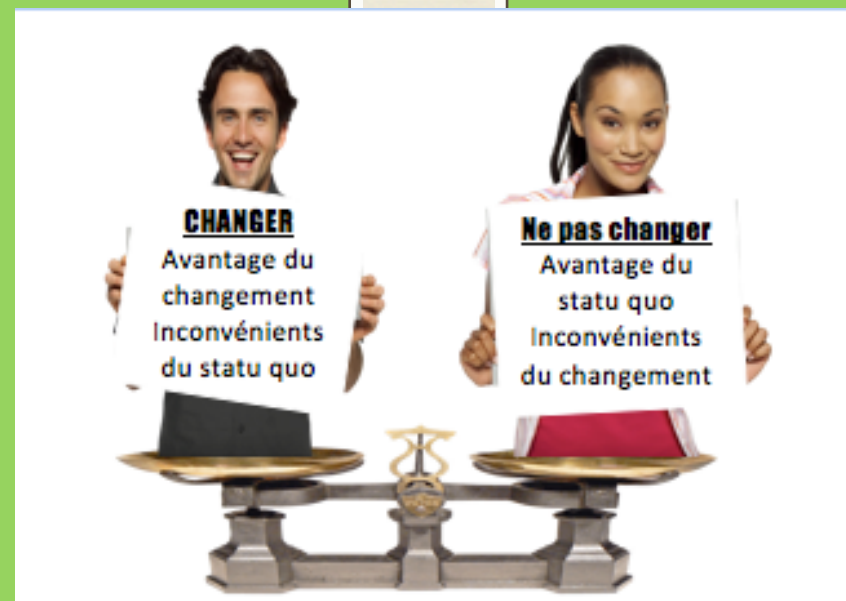 CHANGER
Avantage du
changement
Inconvénients
du statu quo
Ne pas changer
Avantage du
statu quo
Inconvénients
du changement